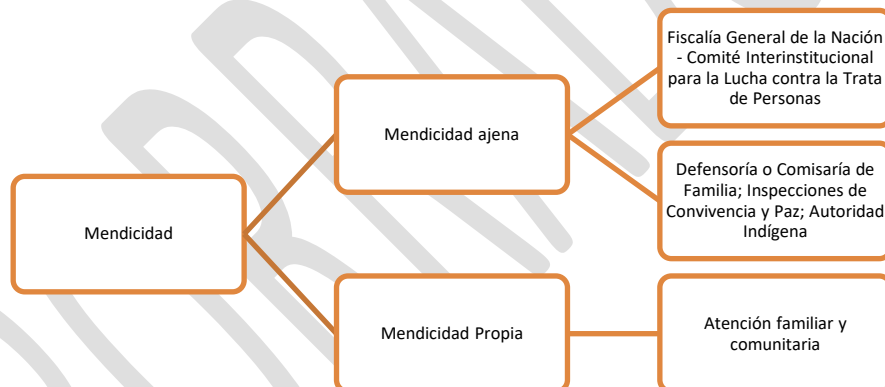 Mendicidad
Mendicidad ajena
Fiscalía General de la Nación
- Comité Interinstitucional
para la Lucha contra la Trata
de Personas
Defensoría o Comisaría de
Familia; Inspecciones de
Convivencia y Paz; Autoridad
Indígena
Mendicidad Propia
Atención familiar y
comunitaria